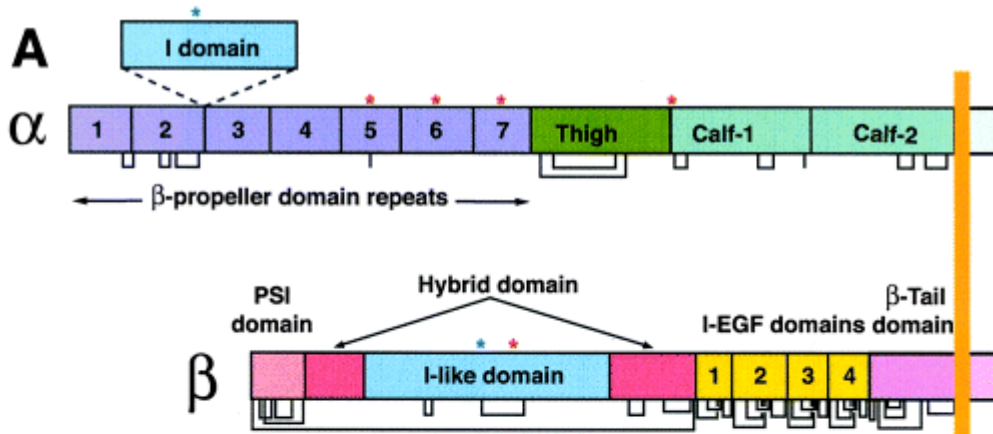 A
*
I domain
* * * *
α 1 2 3 4 5 6 7 Thigh Calf-1 Calf-2
β-propeller domain repeats
Hybrid domain
PSI
domain
β-Tail
I-EGF domains domain
* *
β I-like domain 1 2 3 4